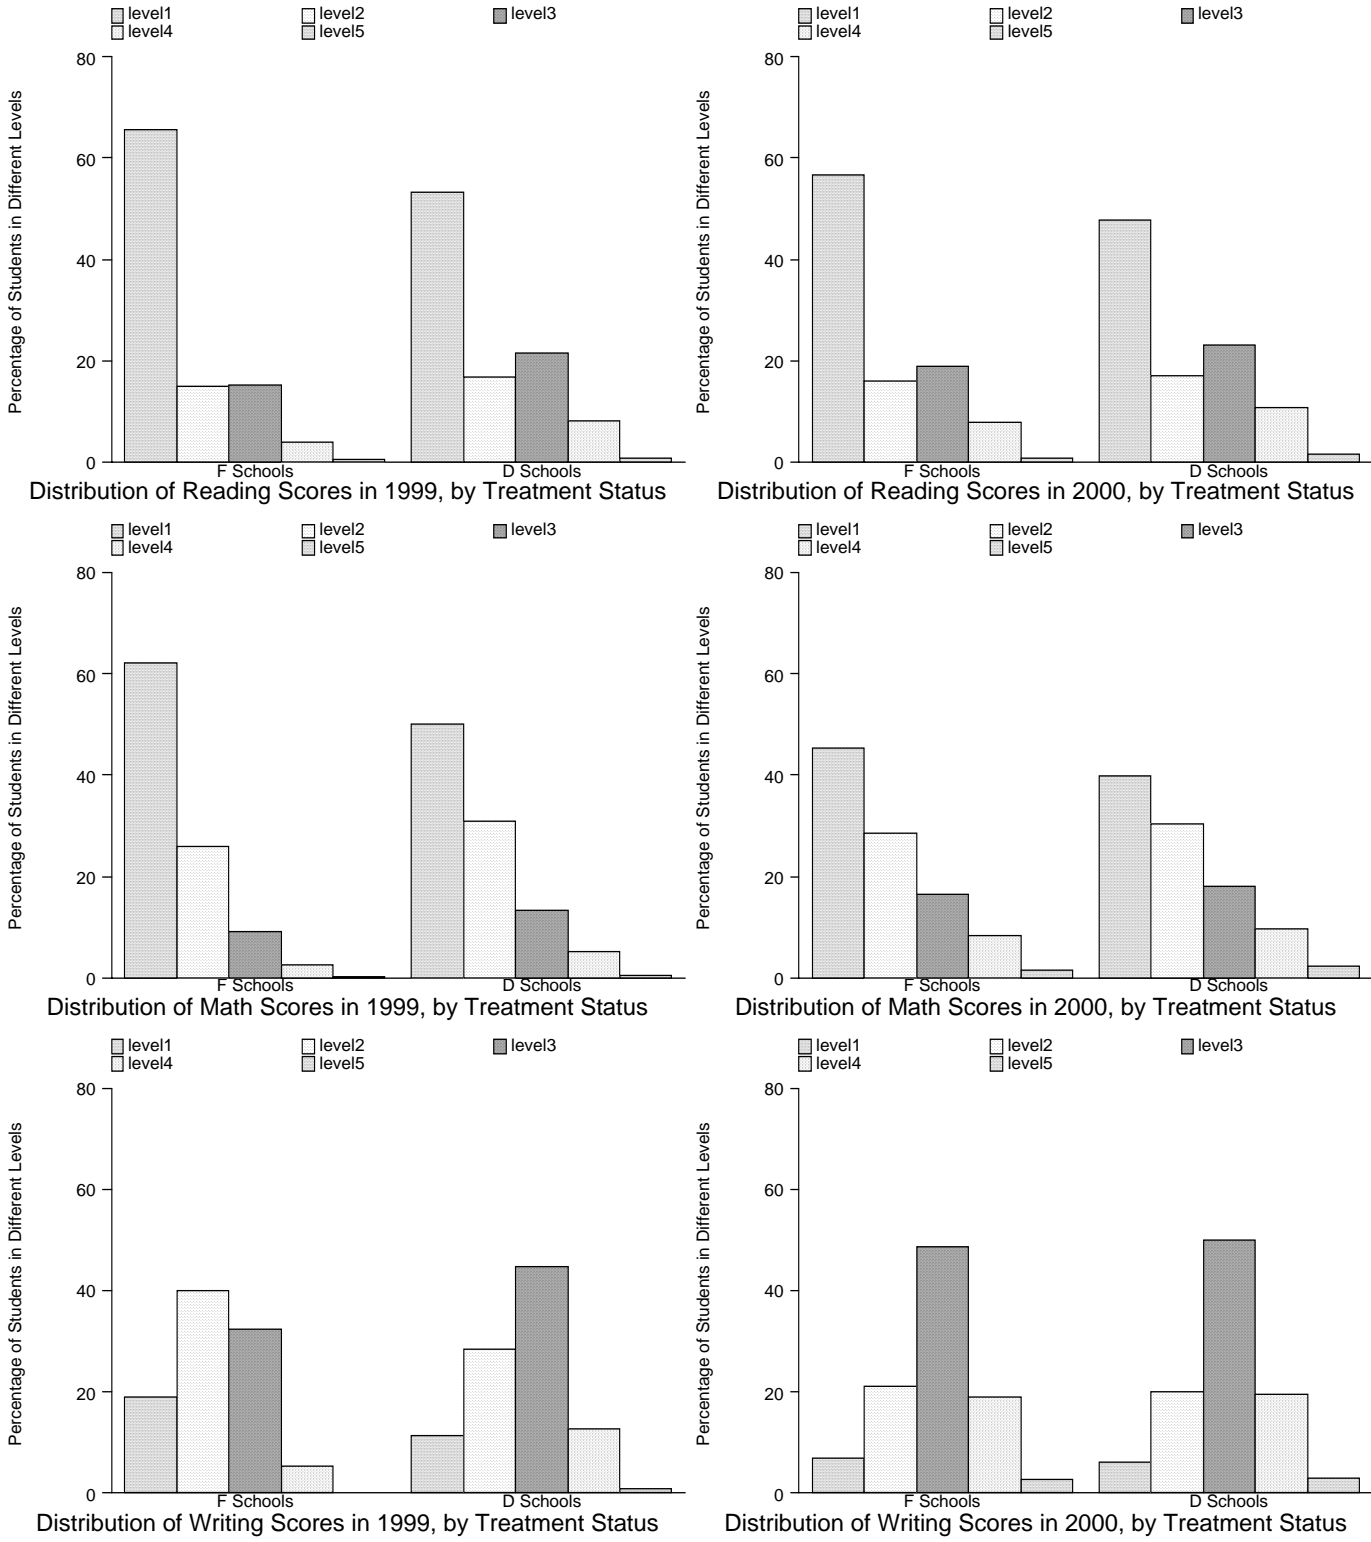 level1 level2 level3
level4 level5
Percentage of Students in Different Levels
80
60
40
20
0
F Schools D Schools
Distribution of Reading Scores in 1999, by Treatment Status
level1 level2 level3
level4 level5
Percentage of Students in Different Levels
80
60
40
20
0
F Schools D Schools
Distribution of Reading Scores in 2000, by Treatment Status
level1 level2 level3
level4 level5
Percentage of Students in Different Levels
80
60
40
20
0
F Schools D Schools
Distribution of Math Scores in 1999, by Treatment Status
level1 level2 level3
level4 level5
Percentage of Students in Different Levels
80
60
40
20
0
F Schools D Schools
Distribution of Math Scores in 2000, by Treatment Status
level1 level2 level3
level4 level5
Percentage of Students in Different Levels
80
60
40
20
0
F Schools D Schools
Distribution of Writing Scores in 1999, by Treatment Status
level1 level2 level3
level4 level5
Percentage of Students in Different Levels
80
60
40
20
0
F Schools D Schools
Distribution of Writing Scores in 2000, by Treatment Status